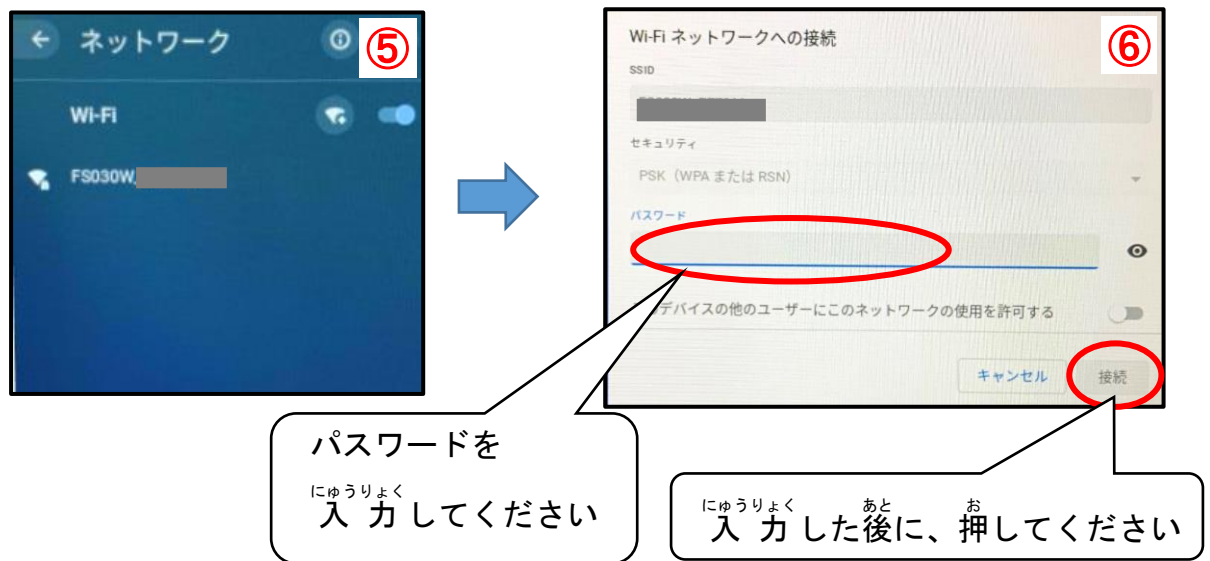 ネットワーク
⑤
Wi-Fi
FS030W
Wi-Fi ネットワークへの接続
⑥
SSID
セキュリティ
PSK（WPA または RSN）
パスワード
デバイスの他のユーザーにこのネットワークの使用を許可する
キャンセル
接続
パスワードを
にゅうりょく
入力してください
にゅうりょく あと お
入力した後に、押してください